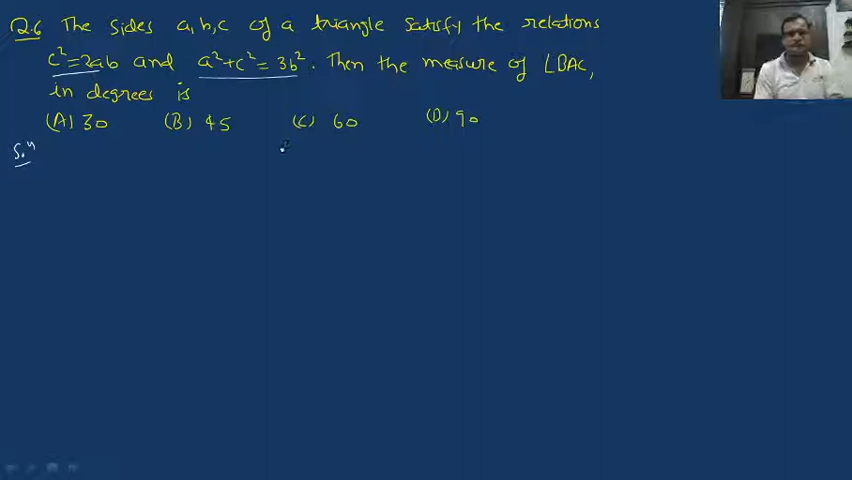 Q.6 The sides a,b,c of a triangle satisfy the relations
c²=2ab and a²+c²=3b². Then the measure of ∠BAC,
in degrees is
(A) 30 (B) 45 (C) 60 (D) 90
Soⁿ